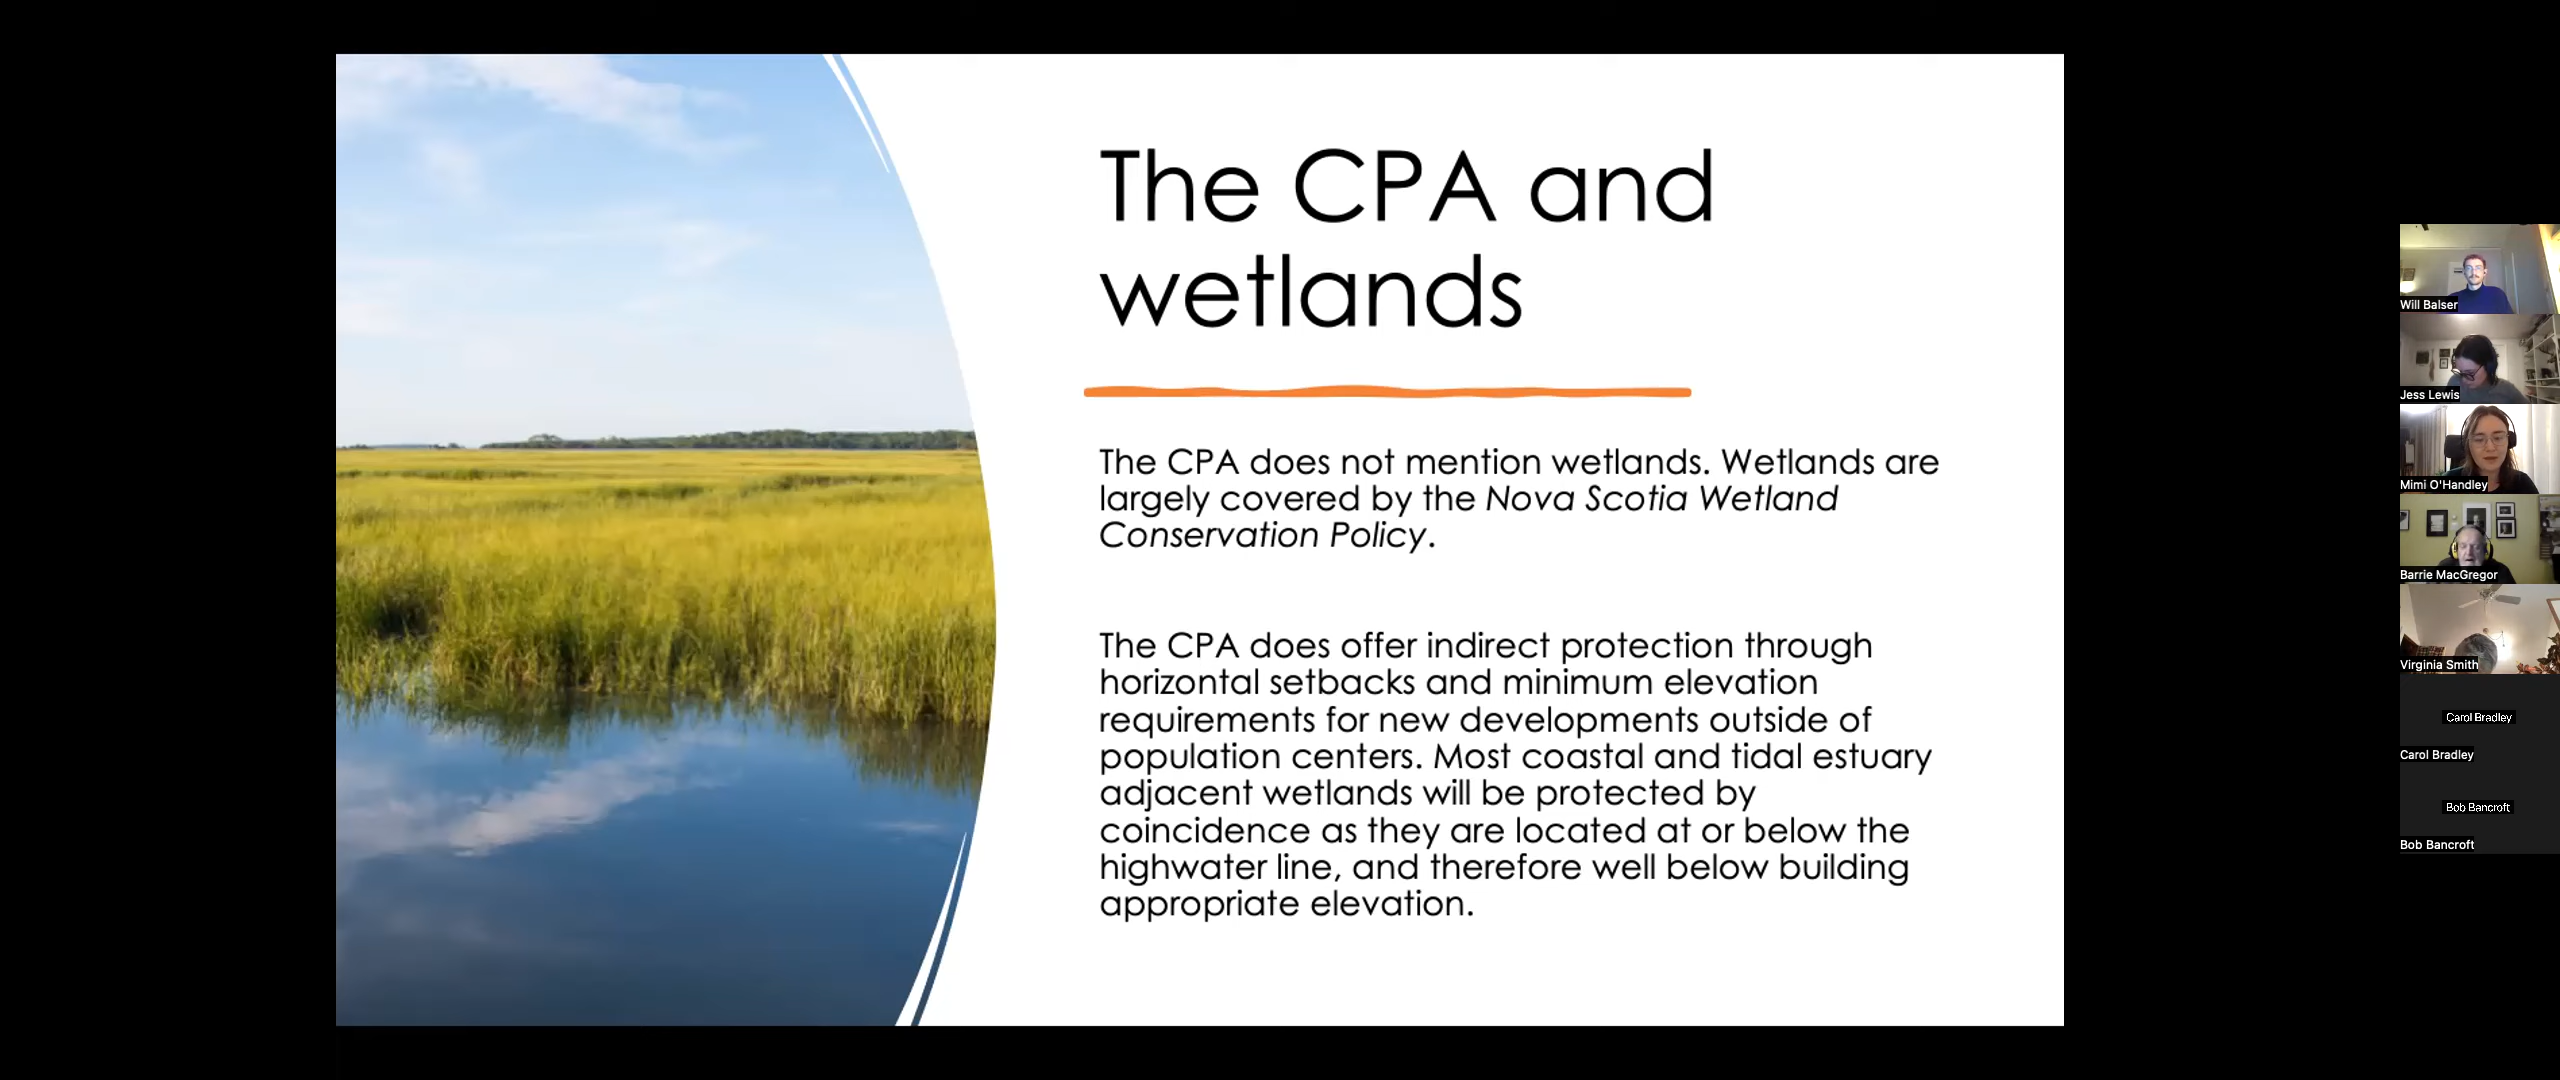 The CPA and
wetlands
The CPA does not mention wetlands. Wetlands are
largely covered by the Nova Scotia Wetland
Conservation Policy.
The CPA does offer indirect protection through
horizontal setbacks and minimum elevation
requirements for new developments outside of
population centers. Most coastal and tidal estuary
adjacent wetlands will be protected by
coincidence as they are located at or below the
highwater line, and therefore well below building
appropriate elevation.
Will Balser
Jess Lewis
Mimi O'Handley
Barrie MacGregor
Virginia Smith
Carol Bradley
Carol Bradley
Bob Bancroft
Bob Bancroft